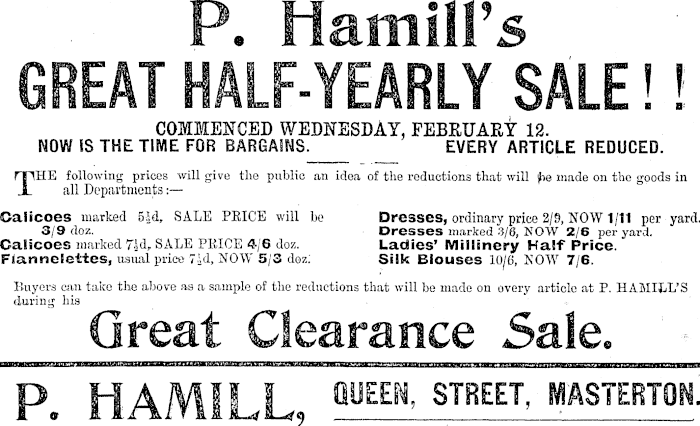 P. Hamill's
GREAT HALF-YEARLY SALE!!
COMMENCED WEDNESDAY, FEBRUARY 12.
NOW IS THE TIME FOR BARGAINS. EVERY ARTICLE REDUCED.
THE following prices will give the public an idea of the reductions that will be made on the goods in
all Departments:—
Calicoes marked 5½d, SALE PRICE will be
3/9 doz.
Calicoes marked 7½d, SALE PRICE 4/6 doz.
Flannelettes, usual price 7½d, NOW 5/3 doz.
Dresses, ordinary price 2/9, NOW 1/11 per yard.
Dresses marked 3/6, NOW 2/6 per yard.
Ladies' Millinery Half Price.
Silk Blouses 10/6, NOW 7/6.
Buyers can take the above as a sample of the reductions that will be made on every article at P. HAMILL'S
during his
Great Clearance Sale.
P. HAMILL, QUEEN, STREET, MASTERTON.